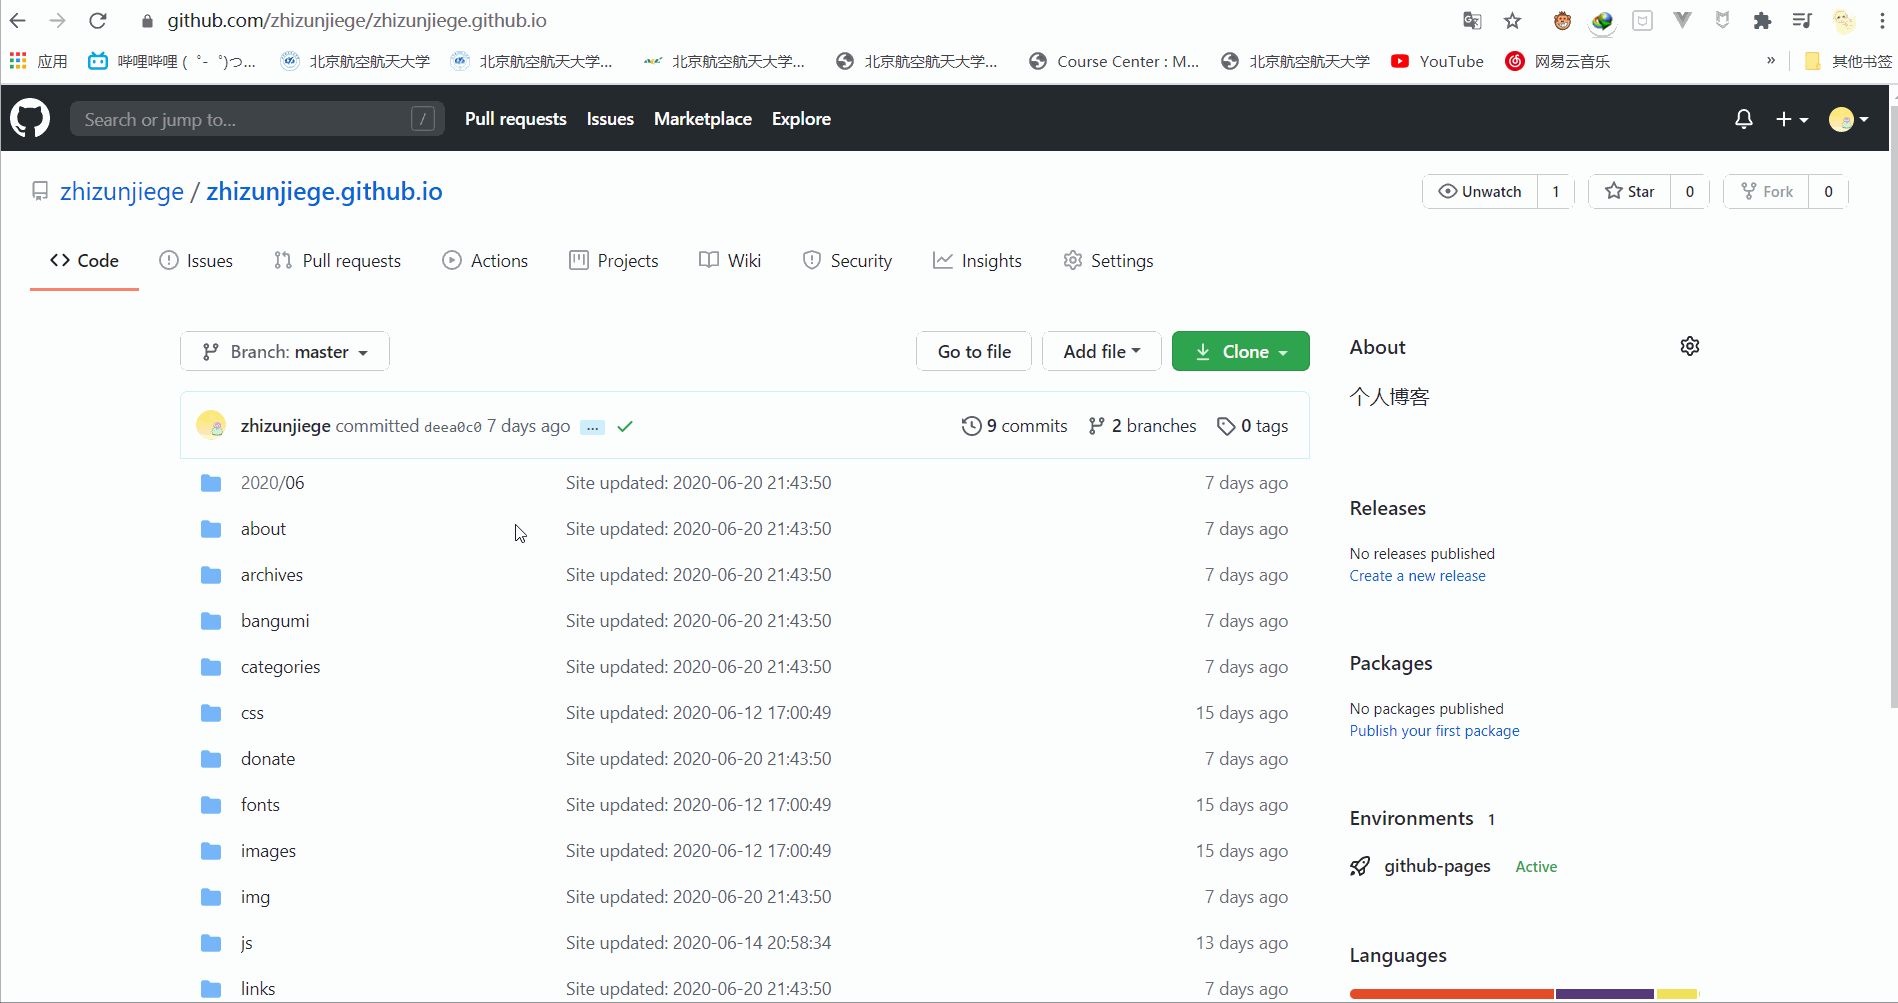 github.com/zhizunjiege/zhizunjiege.github.io
应用 哔哩哔哩 ( ゜- ゜)つ... 北京航空航天大学 北京航空航天大学... 北京航空航天大学... 北京航空航天大学... Course Center : M... 北京航空航天大学 YouTube 网易云音乐 » 其他书签
Search or jump to... / Pull requests Issues Marketplace Explore
zhizunjiege / zhizunjiege.github.io Unwatch 1 Star 0 Fork 0
Code Issues Pull requests Actions Projects Wiki Security Insights Settings
Branch: master Go to file Add file Clone
zhizunjiege committed deea0c0 7 days ago ... 9 commits 2 branches 0 tags
2020/06 Site updated: 2020-06-20 21:43:50 7 days ago
about Site updated: 2020-06-20 21:43:50 7 days ago
archives Site updated: 2020-06-20 21:43:50 7 days ago
bangumi Site updated: 2020-06-20 21:43:50 7 days ago
categories Site updated: 2020-06-20 21:43:50 7 days ago
css Site updated: 2020-06-12 17:00:49 15 days ago
donate Site updated: 2020-06-20 21:43:50 7 days ago
fonts Site updated: 2020-06-12 17:00:49 15 days ago
images Site updated: 2020-06-12 17:00:49 15 days ago
img Site updated: 2020-06-20 21:43:50 7 days ago
js Site updated: 2020-06-14 20:58:34 13 days ago
links Site updated: 2020-06-20 21:43:50 7 days ago
About
个人博客
Releases
No releases published
Create a new release
Packages
No packages published
Publish your first package
Environments 1
github-pages Active
Languages